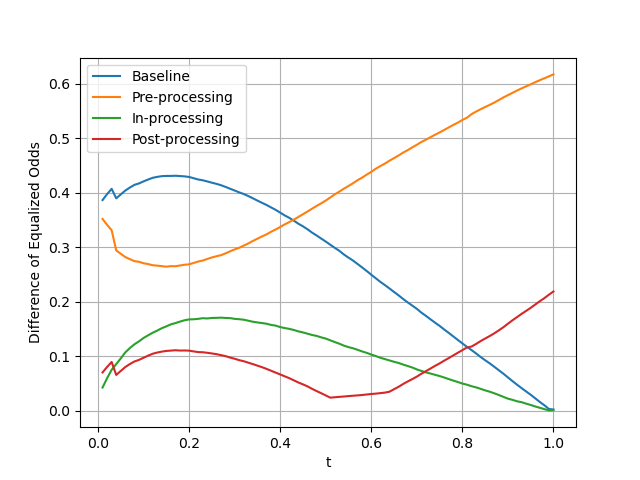 Baseline
Pre-processing
In-processing
Post-processing
Difference of Equalized Odds
0.6
0.5
0.4
0.3
0.2
0.1
0.0
0.0 0.2 0.4 0.6 0.8 1.0
t